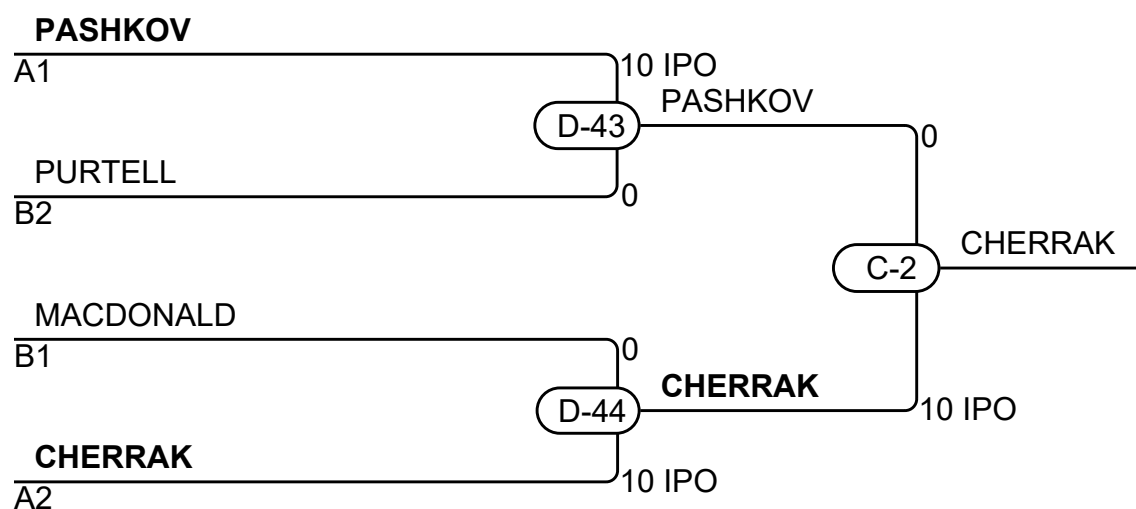 PASHKOV
A1
10 IPO
PASHKOV
D-43
0
PURTELL
B2
0
CHERRAK
C-2
MACDONALD
B1
0
CHERRAK
D-44
10 IPO
CHERRAK
A2
10 IPO